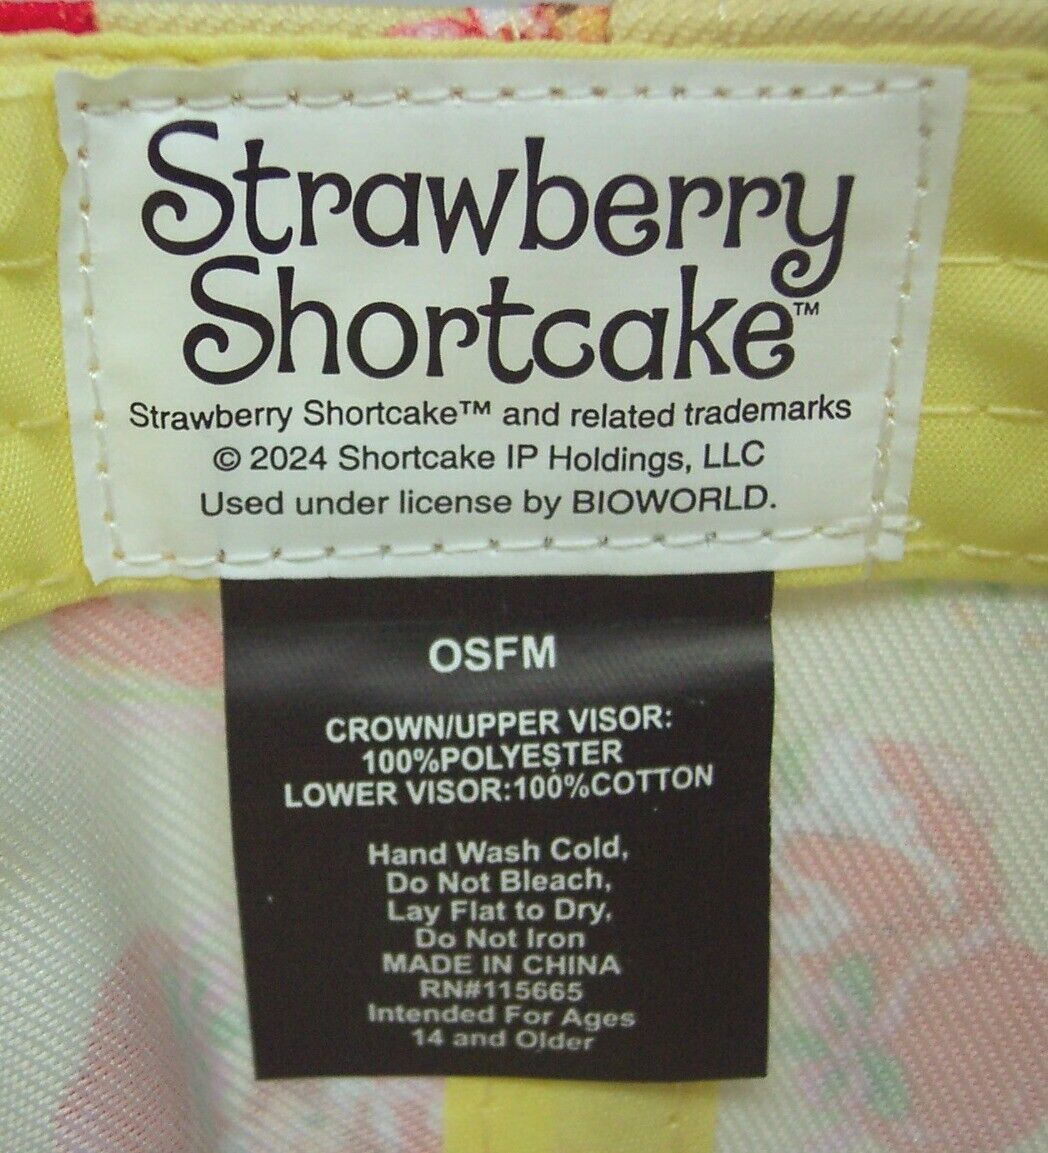 Strawberry
Shortcake™
Strawberry Shortcake™ and related trademarks
© 2024 Shortcake IP Holdings, LLC
Used under license by BIOWORLD.
OSFM
CROWN/UPPER VISOR:
100%POLYESTER
LOWER VISOR:100%COTTON
Hand Wash Cold,
Do Not Bleach,
Lay Flat to Dry,
Do Not Iron
MADE IN CHINA
RN#115665
Intended For Ages
14 and Older